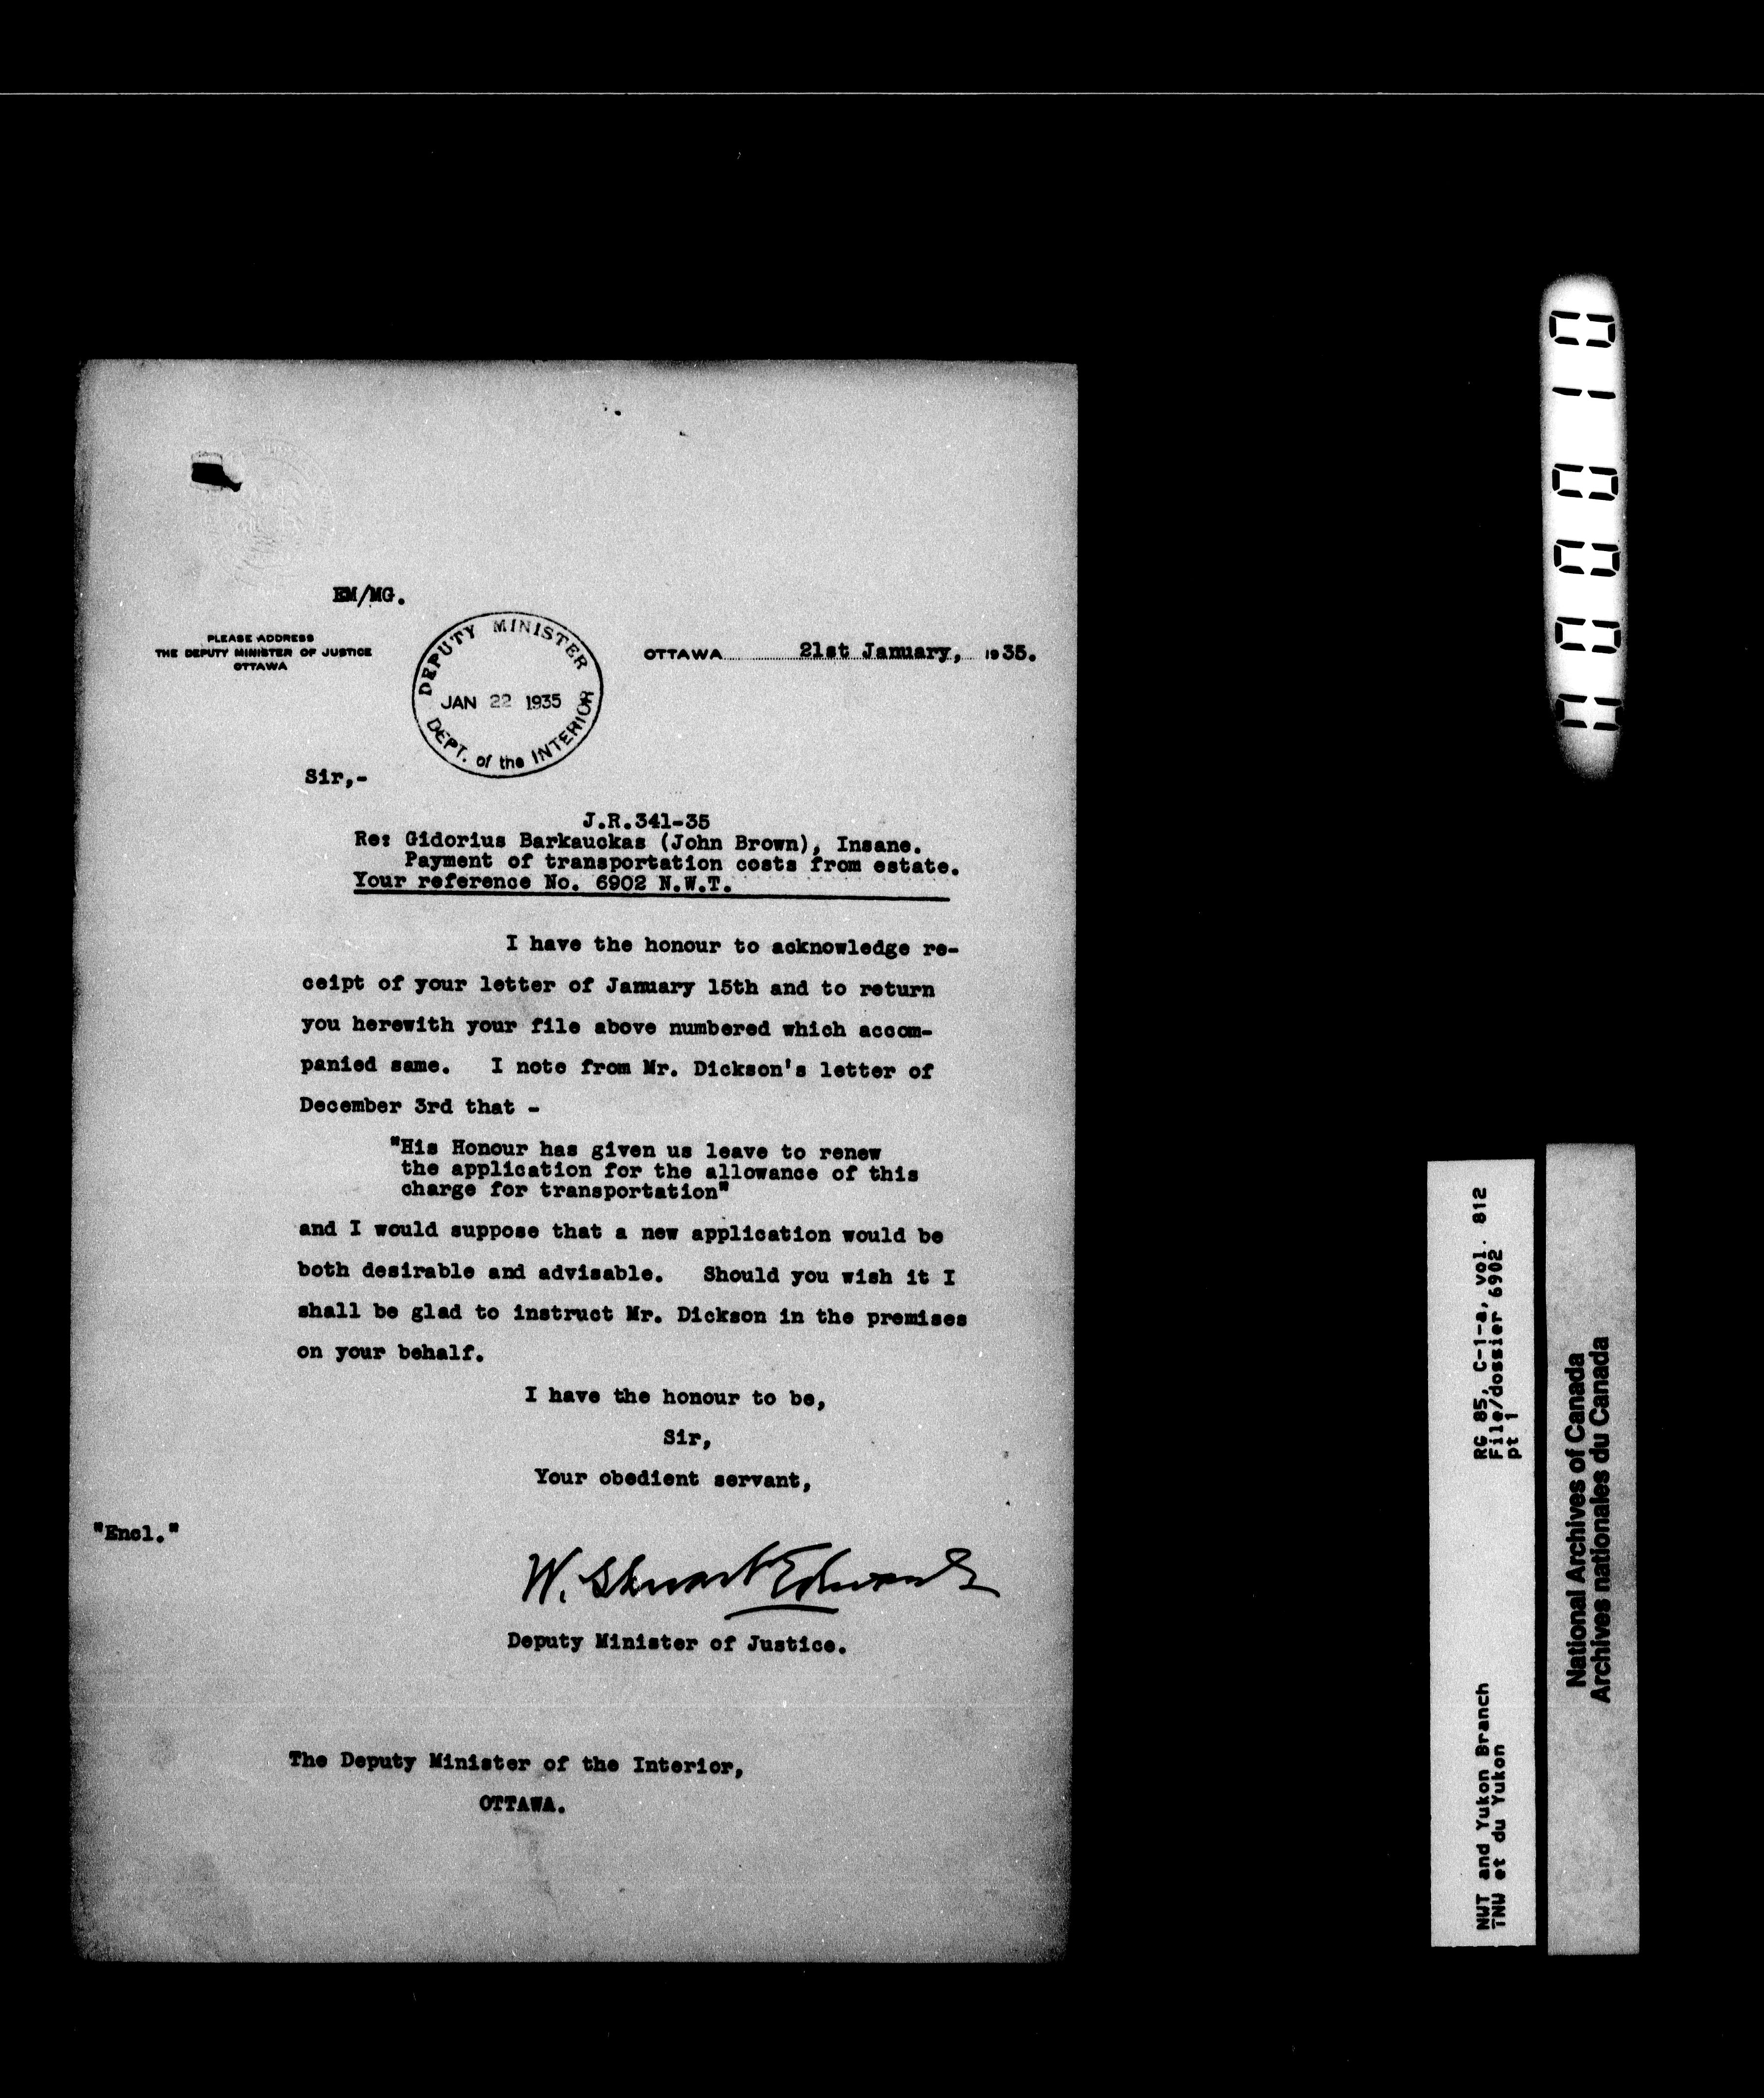 EM/MG.
PLEASE ADDRESS
THE DEPUTY MINISTER OF JUSTICE
OTTAWA
DEPUTY MINISTER
JAN 22 1935
DEPT. of the INTERIOR
OTTAWA 21st January, 1935.
Sir,-
J.R.341-35
Re: Gidorius Barkauckas (John Brown), Insane.
Payment of transportation costs from estate.
Your reference No. 6902 N.W.T.
I have the honour to acknowledge re-
ceipt of your letter of January 15th and to return
you herewith your file above numbered which accom-
panied same. I note from Mr. Dickson's letter of
December 3rd that -
"His Honour has given us leave to renew
the application for the allowance of this
charge for transportation"
and I would suppose that a new application would be
both desirable and advisable. Should you wish it I
shall be glad to instruct Mr. Dickson in the premises
on your behalf.
I have the honour to be,
Sir,
Your obedient servant,
"Encl."
W. Stuart Edwards
Deputy Minister of Justice.
The Deputy Minister of the Interior,
OTTAWA.
NWT and Yukon Branch
TNW et du Yukon
RG 85, C-1-a, vol. 812
File/dossier 6902
pt 1
National Archives of Canada
Archives nationales du Canada